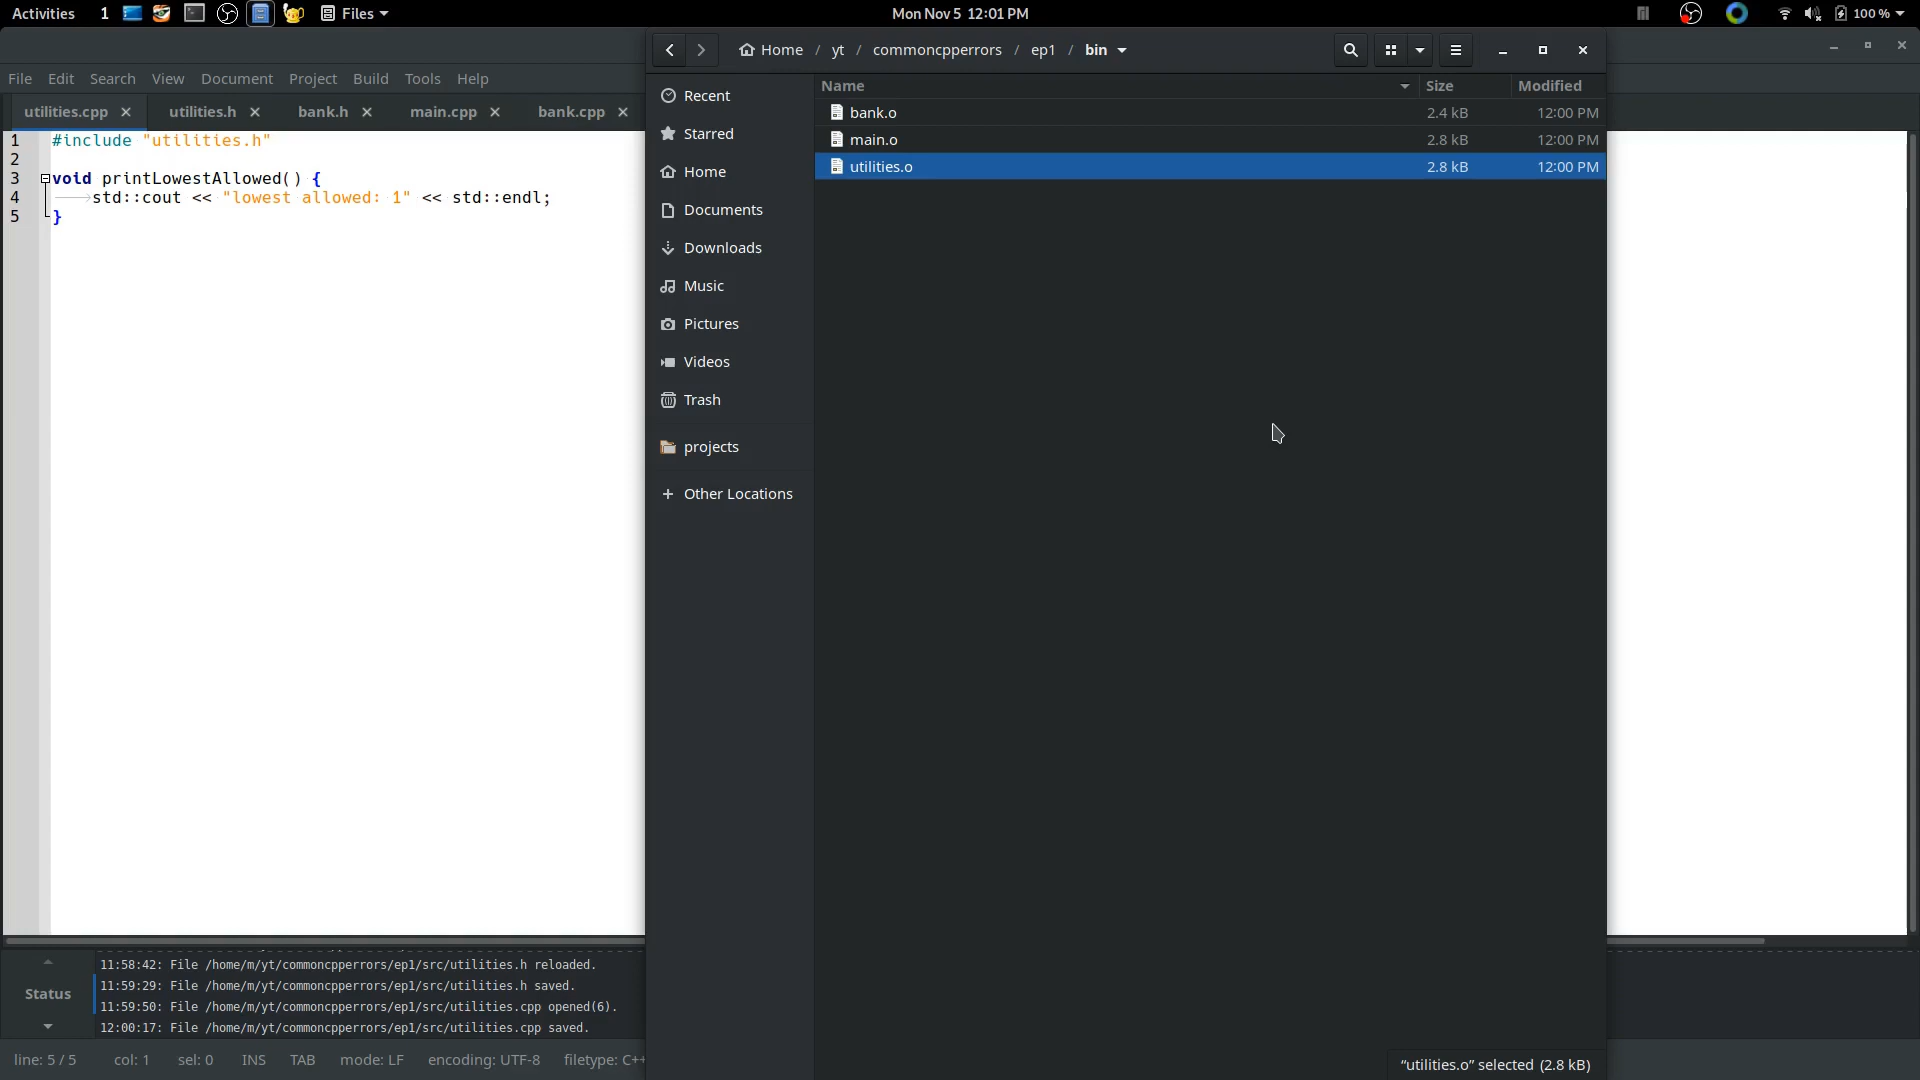 Activities 1 Files Mon Nov 5 12:01 PM 100 %
Home / yt / commoncpperrors / ep1 / bin
File Edit Search View Document Project Build Tools Help
utilities.cpp utilities.h bank.h main.cpp bank.cpp
1 #include "utilities.h"
2
3 void printLowestAllowed() {
4 std::cout << "lowest allowed: 1" << std::endl;
5 }
Recent
Starred
Home
Documents
Downloads
Music
Pictures
Videos
Trash
projects
Other Locations
Name Size Modified
bank.o 2.4 kB 12:00 PM
main.o 2.8 kB 12:00 PM
utilities.o 2.8 kB 12:00 PM
Status
11:58:42: File /home/m/yt/commoncpperrors/ep1/src/utilities.h reloaded.
11:59:29: File /home/m/yt/commoncpperrors/ep1/src/utilities.h saved.
11:59:50: File /home/m/yt/commoncpperrors/ep1/src/utilities.cpp opened(6).
12:00:17: File /home/m/yt/commoncpperrors/ep1/src/utilities.cpp saved.
line: 5 / 5 col: 1 sel: 0 INS TAB mode: LF encoding: UTF-8 filetype: C++
"utilities.o" selected (2.8 kB)